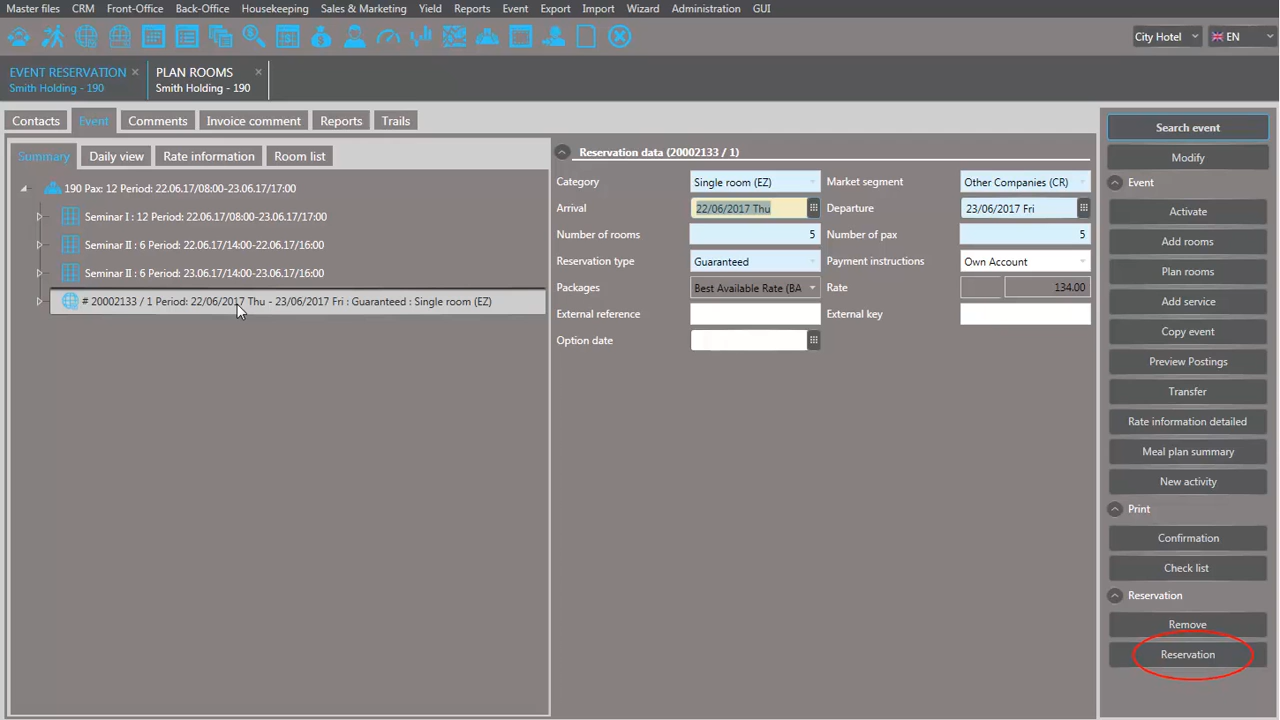 Master files CRM Front-Office Back-Office Housekeeping Sales & Marketing Yield Reports Event Export Import Wizard Administration GUI
City Hotel EN
EVENT RESERVATION
Smith Holding - 190
PLAN ROOMS
Smith Holding - 190
Contacts Event Comments Invoice comment Reports Trails
Summary Daily view Rate information Room list
190 Pax: 12 Period: 22.06.17/08:00-23.06.17/17:00
Seminar I : 12 Period: 22.06.17/08:00-23.06.17/17:00
Seminar II : 6 Period: 22.06.17/14:00-22.06.17/16:00
Seminar II : 6 Period: 23.06.17/14:00-23.06.17/16:00
# 20002133 / 1 Period: 22/06/2017 Thu - 23/06/2017 Fri : Guaranteed : Single room (EZ)
Reservation data (20002133 / 1)
Category Single room (EZ) Market segment Other Companies (CR)
Arrival 22/06/2017 Thu Departure 23/06/2017 Fri
Number of rooms 5 Number of pax 5
Reservation type Guaranteed Payment instructions Own Account
Packages Best Available Rate (BA Rate 134.00
External reference External key
Option date
Search event
Modify
Event
Activate
Add rooms
Plan rooms
Add service
Copy event
Preview Postings
Transfer
Rate information detailed
Meal plan summary
New activity
Print
Confirmation
Check list
Reservation
Remove
Reservation